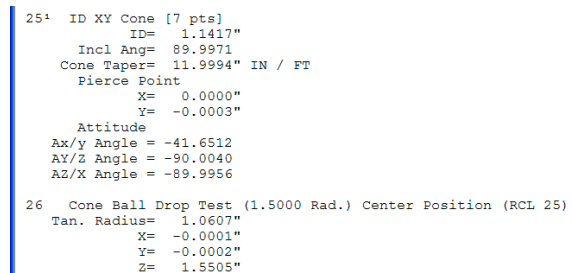 25¹ ID XY Cone [7 pts]
ID= 1.1417"
Incl Ang= 89.9971
Cone Taper= 11.9994" IN / FT
Pierce Point
X= 0.0000"
Y= -0.0003"
Attitude
Ax/y Angle = -41.6512
AY/Z Angle = -90.0040
AZ/X Angle = -89.9956
26 Cone Ball Drop Test (1.5000 Rad.) Center Position (RCL 25)
Tan. Radius= 1.0607"
X= -0.0001"
Y= -0.0002"
Z= 1.5505"